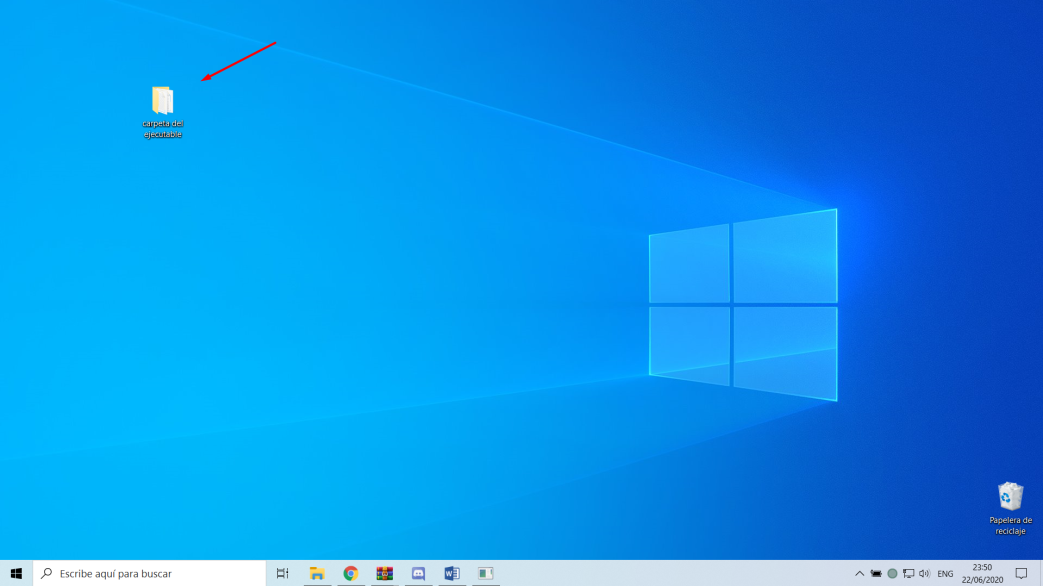 carpeta del
ejecutable
Papelera de
reciclaje
Escribe aquí para buscar
ENG
23:50
22/06/2020